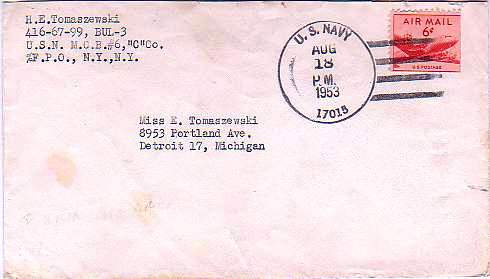 H.E.Tomaszewski
416-67-99, BUL-3
U.S.N. M.C.B.#6,"C"Co.
%F.P.O., N.Y.,N.Y.
U.S. NAVY
AUG
18
P.M.
1953
17015
AIR MAIL
6¢
U.S. POSTAGE
Miss E. Tomaszewski
8953 Portland Ave.
Detroit 17, Michigan